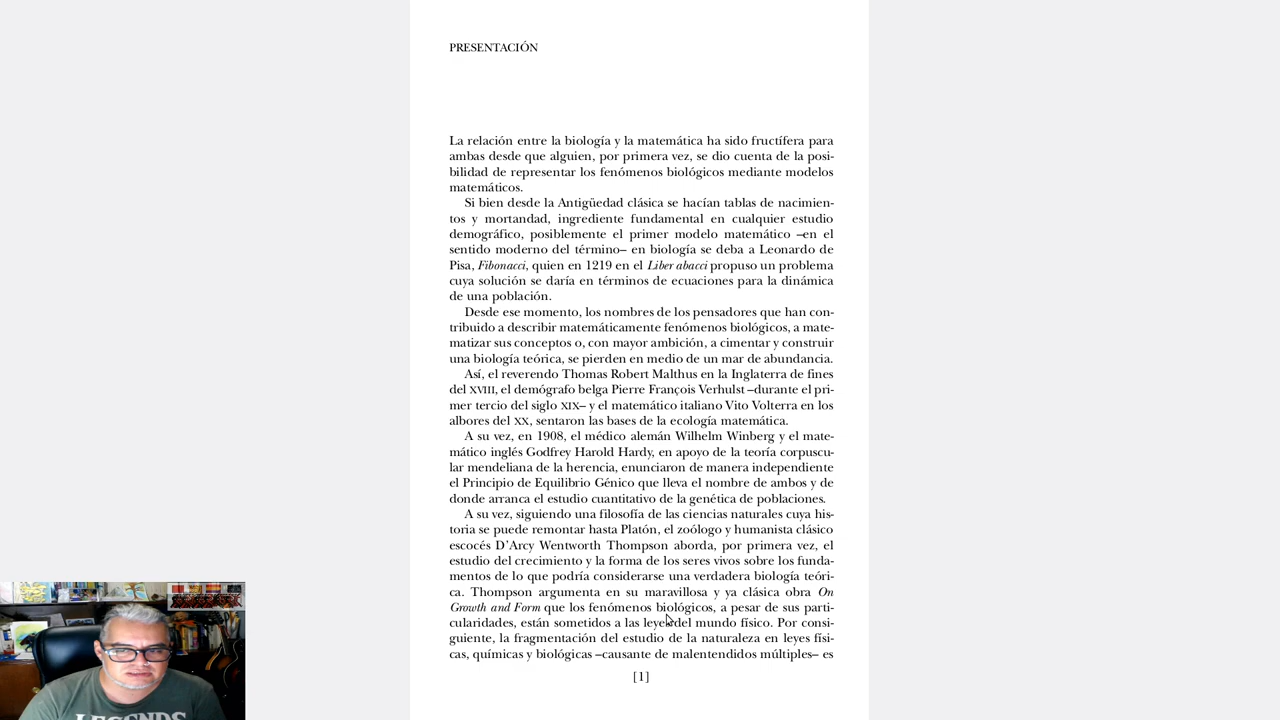 PRESENTACIÓN
La relación entre la biología y la matemática ha sido fructífera para
ambas desde que alguien, por primera vez, se dio cuenta de la posi-
bilidad de representar los fenómenos biológicos mediante modelos
matemáticos.
Si bien desde la Antigüedad clásica se hacían tablas de nacimien-
tos y mortandad, ingrediente fundamental en cualquier estudio
demográfico, posiblemente el primer modelo matemático –en el
sentido moderno del término– en biología se deba a Leonardo de
Pisa, Fibonacci, quien en 1219 en el Liber abacci propuso un problema
cuya solución se daría en términos de ecuaciones para la dinámica
de una población.
Desde ese momento, los nombres de los pensadores que han con-
tribuido a describir matemáticamente fenómenos biológicos, a mate-
matizar sus conceptos o, con mayor ambición, a cimentar y construir
una biología teórica, se pierden en medio de un mar de abundancia.
Así, el reverendo Thomas Robert Malthus en la Inglaterra de fines
del XVIII, el demógrafo belga Pierre François Verhulst –durante el pri-
mer tercio del siglo XIX– y el matemático italiano Vito Volterra en los
albores del XX, sentaron las bases de la ecología matemática.
A su vez, en 1908, el médico alemán Wilhelm Winberg y el mate-
mático inglés Godfrey Harold Hardy, en apoyo de la teoría corpuscu-
lar mendeliana de la herencia, enunciaron de manera independiente
el Principio de Equilibrio Génico que lleva el nombre de ambos y de
donde arranca el estudio cuantitativo de la genética de poblaciones.
A su vez, siguiendo una filosofía de las ciencias naturales cuya his-
toria se puede remontar hasta Platón, el zoólogo y humanista clásico
escocés D’Arcy Wentworth Thompson aborda, por primera vez, el
estudio del crecimiento y la forma de los seres vivos sobre los funda-
mentos de lo que podría considerarse una verdadera biología teóri-
ca. Thompson argumenta en su maravillosa y ya clásica obra On
Growth and Form que los fenómenos biológicos, a pesar de sus parti-
cularidades, están sometidos a las leyes del mundo físico. Por consi-
guiente, la fragmentación del estudio de la naturaleza en leyes físi-
cas, químicas y biológicas –causante de malentendidos múltiples– es
[1]
LEGENDS